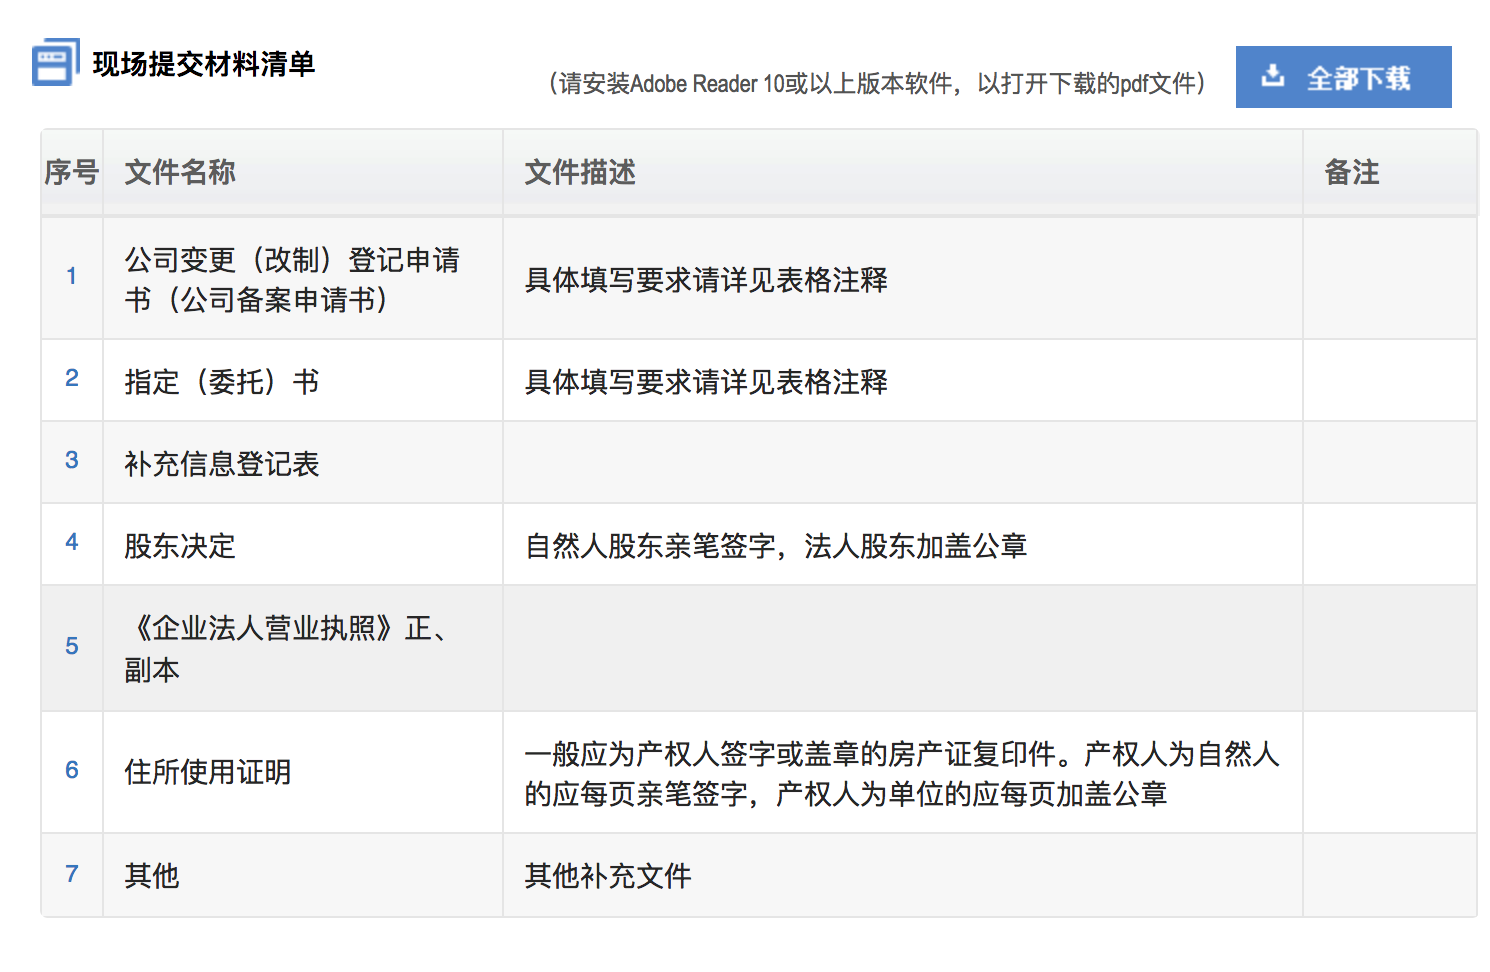 现场提交材料清单
（请安装Adobe Reader 10或以上版本软件，以打开下载的pdf文件）
全部下载
序号 文件名称 文件描述 备注
1 公司变更（改制）登记申请
书（公司备案申请书） 具体填写要求请详见表格注释
2 指定（委托）书 具体填写要求请详见表格注释
3 补充信息登记表
4 股东决定 自然人股东亲笔签字，法人股东加盖公章
5 《企业法人营业执照》正、
副本
6 住所使用证明 一般应为产权人签字或盖章的房产证复印件。产权人为自然人
的应每页亲笔签字，产权人为单位的应每页加盖公章
7 其他 其他补充文件